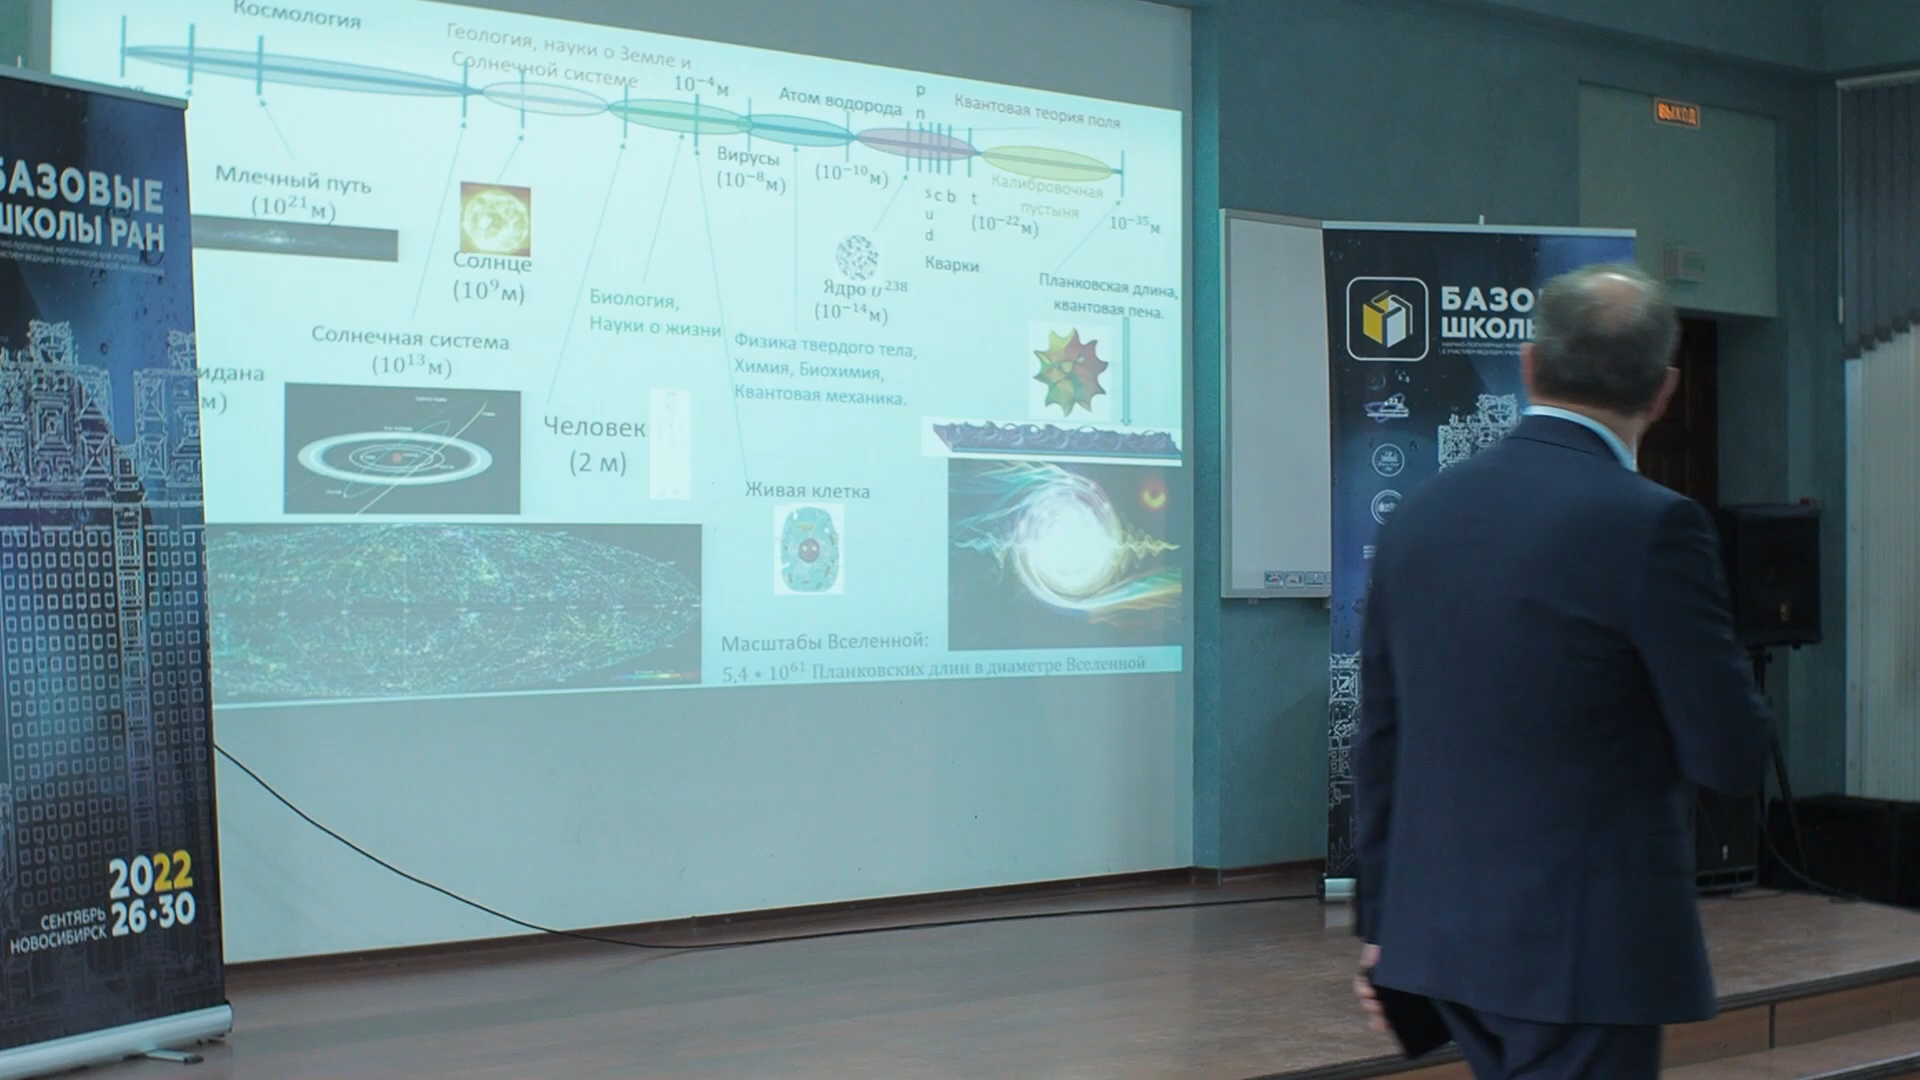 Космология
Геология, науки о Земле и
Солнечной системе
10⁻⁴м
Атом водорода
(10⁻¹⁰м)
p
n
Квантовая теория поля
Вирусы
(10⁻⁸м)
Калибровочная
пустыня
s c b t
u
d
(10⁻²²м)
10⁻³⁵м
Кварки
Млечный путь
(10²¹м)
Солнце
(10⁹м)
Ядро υ²³⁸
(10⁻¹⁴м)
Планковская длина,
квантовая пена.
Солнечная система
(10¹³м)
Биология,
Науки о жизни
Физика твердого тела,
Химия, Биохимия,
Квантовая механика.
идана
м)
Человек
(2 м)
Живая клетка
Масштабы Вселенной:
5,4 * 10⁶¹ Планковских длин в диаметре Вселенной
БАЗОВЫЕ
ШКОЛЫ РАН
2022
СЕНТЯБРЬ
НОВОСИБИРСК
26•30
ВЫХОД
БАЗО
ШКОЛЫ